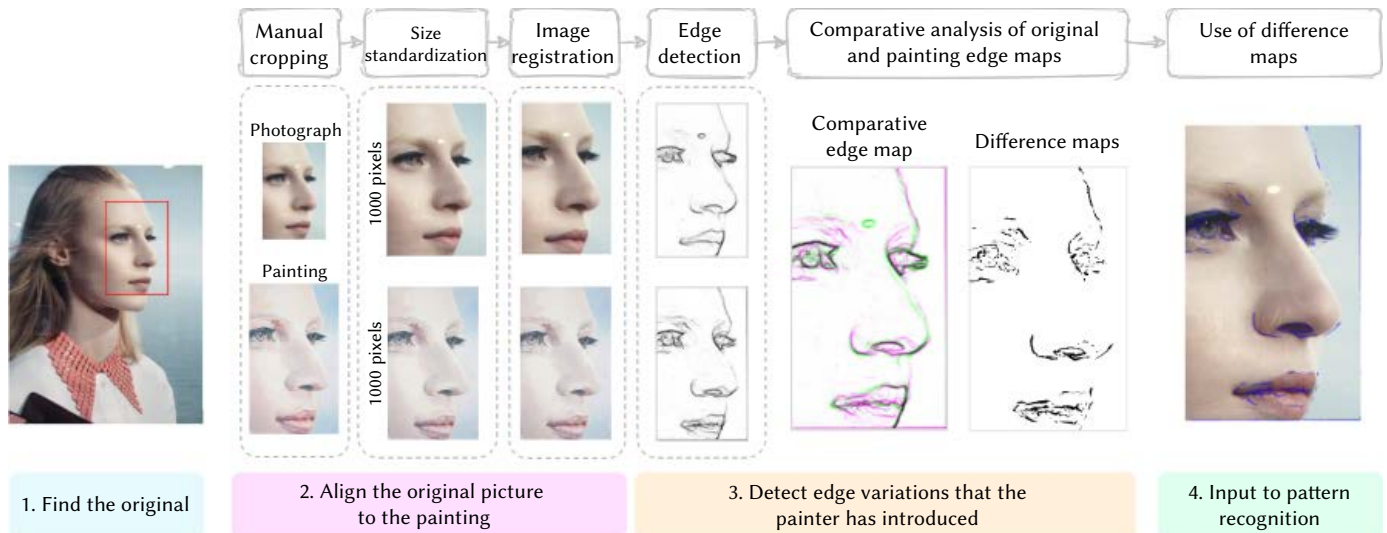 Manual
cropping
Size
standardization
Image
registration
Edge
detection
Comparative analysis of original
and painting edge maps
Use of difference
maps
Photograph
Painting
1000 pixels
1000 pixels
Comparative
edge map
Difference maps
1. Find the original
2. Align the original picture
to the painting
3. Detect edge variations that the
painter has introduced
4. Input to pattern
recognition